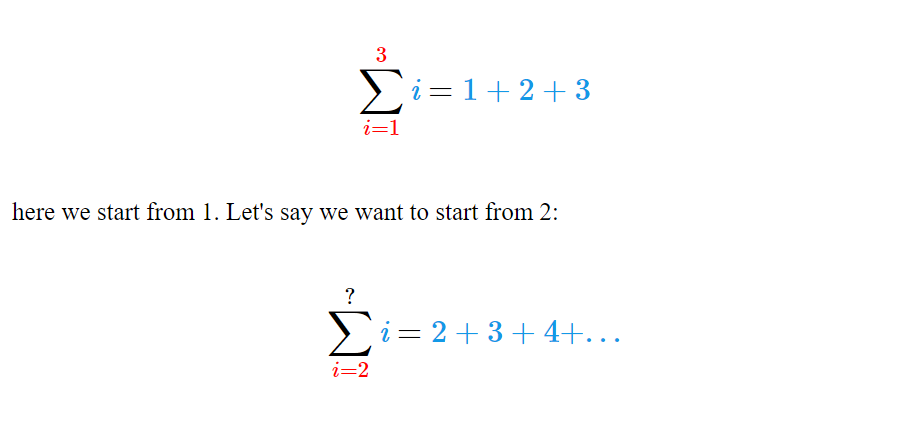 3
∑ i = 1 + 2 + 3
i=1
here we start from 1. Let's say we want to start from 2:
?
∑ i = 2 + 3 + 4+...
i=2